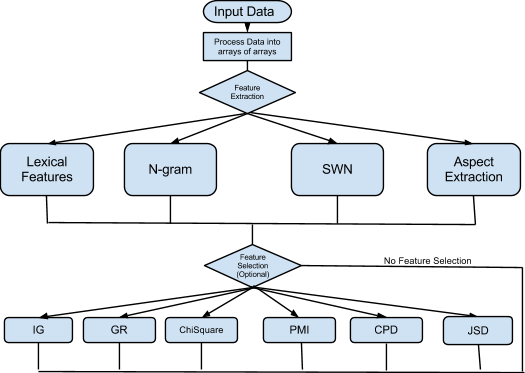 Input Data
Process Data into
arrays of arrays
Feature
Extraction
Lexical
Features
N-gram
SWN
Aspect
Extraction
Feature
Selection
(Optional)
No Feature Selection
IG
GR
ChiSquare
PMI
CPD
JSD